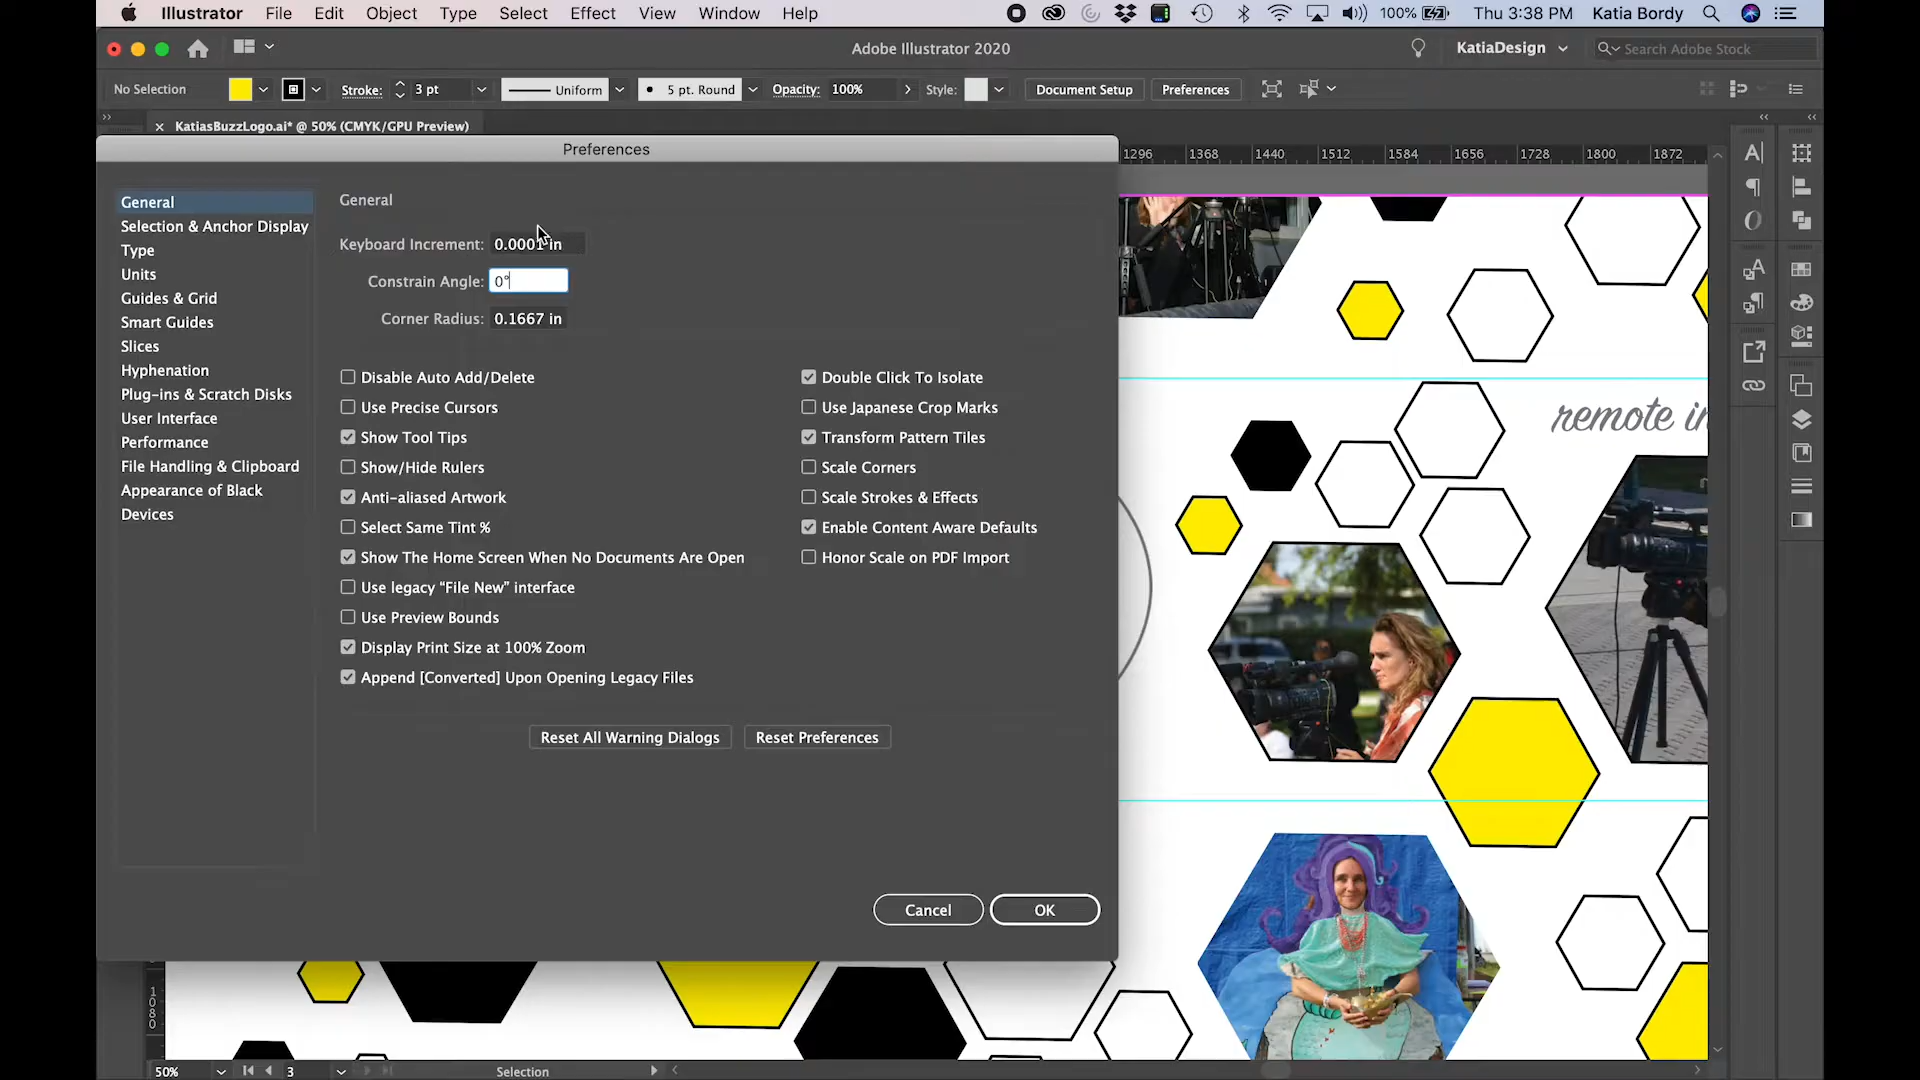 Illustrator File Edit Object Type Select Effect View Window Help 100% Thu 3:38 PM Katia Bordy
Adobe Illustrator 2020 KatiaDesign Search Adobe Stock
No Selection Stroke: 3 pt Uniform 5 pt. Round Opacity: 100% Style: Document Setup Preferences
KatiasBuzzLogo.ai* @ 50% (CMYK/GPU Preview)
Preferences
1296 1368 1440 1512 1584 1656 1728 1800 1872
General
Selection & Anchor Display
Type
Units
Guides & Grid
Smart Guides
Slices
Hyphenation
Plug-ins & Scratch Disks
User Interface
Performance
File Handling & Clipboard
Appearance of Black
Devices
General
Keyboard Increment: 0.0001 in
Constrain Angle: 0°
Corner Radius: 0.1667 in
Disable Auto Add/Delete
Use Precise Cursors
Show Tool Tips
Show/Hide Rulers
Anti-aliased Artwork
Select Same Tint %
Show The Home Screen When No Documents Are Open
Use legacy “File New” interface
Use Preview Bounds
Display Print Size at 100% Zoom
Append [Converted] Upon Opening Legacy Files
Double Click To Isolate
Use Japanese Crop Marks
Transform Pattern Tiles
Scale Corners
Scale Strokes & Effects
Enable Content Aware Defaults
Honor Scale on PDF Import
Reset All Warning Dialogs Reset Preferences
Cancel OK
remote in
1080
50% 3 Selection